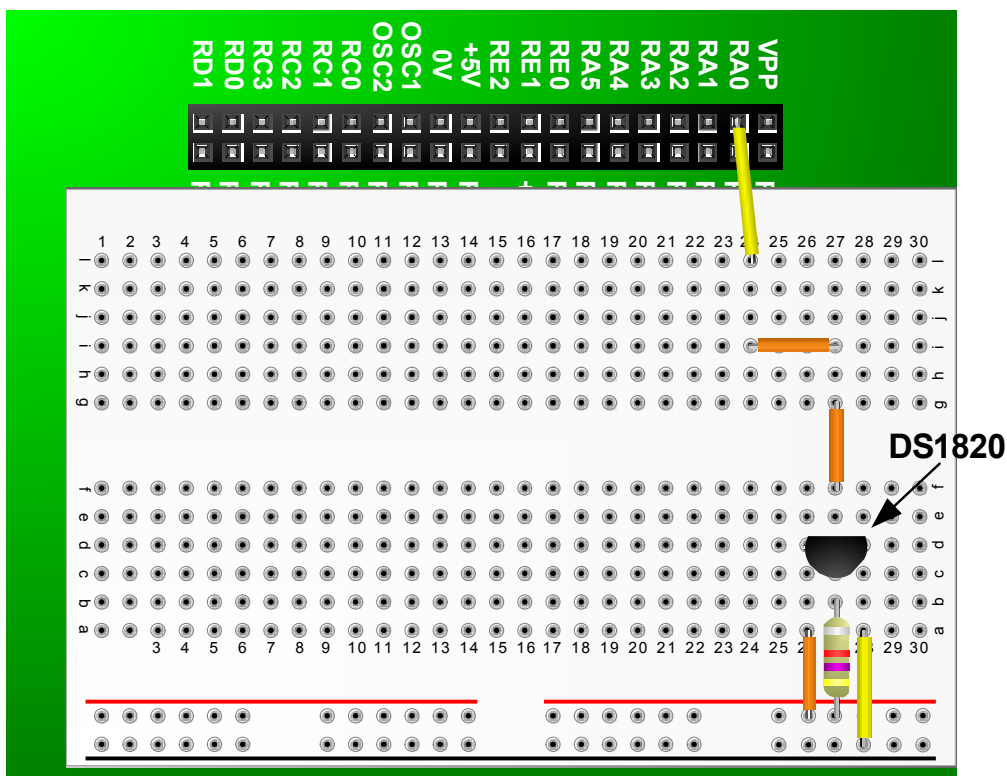 RD1 RD0 RC3 RC2 RC1 RC0 OSC2 OSC1 0V +5V RE2 RE1 RE0 RA5 RA4 RA3 RA2 RA1 RA0 VPP
1 2 3 4 5 6 7 8 9 10 11 12 13 14 15 16 17 18 19 20 21 22 23 25 26 27 28 29 30
l l
k k
j j
i i
h h
g g
DS1820
f f
e e
d d
c c
b b
a a
3 4 5 6 7 8 9 10 11 12 13 14 15 16 17 18 19 20 21 22 23 24 25 29 30